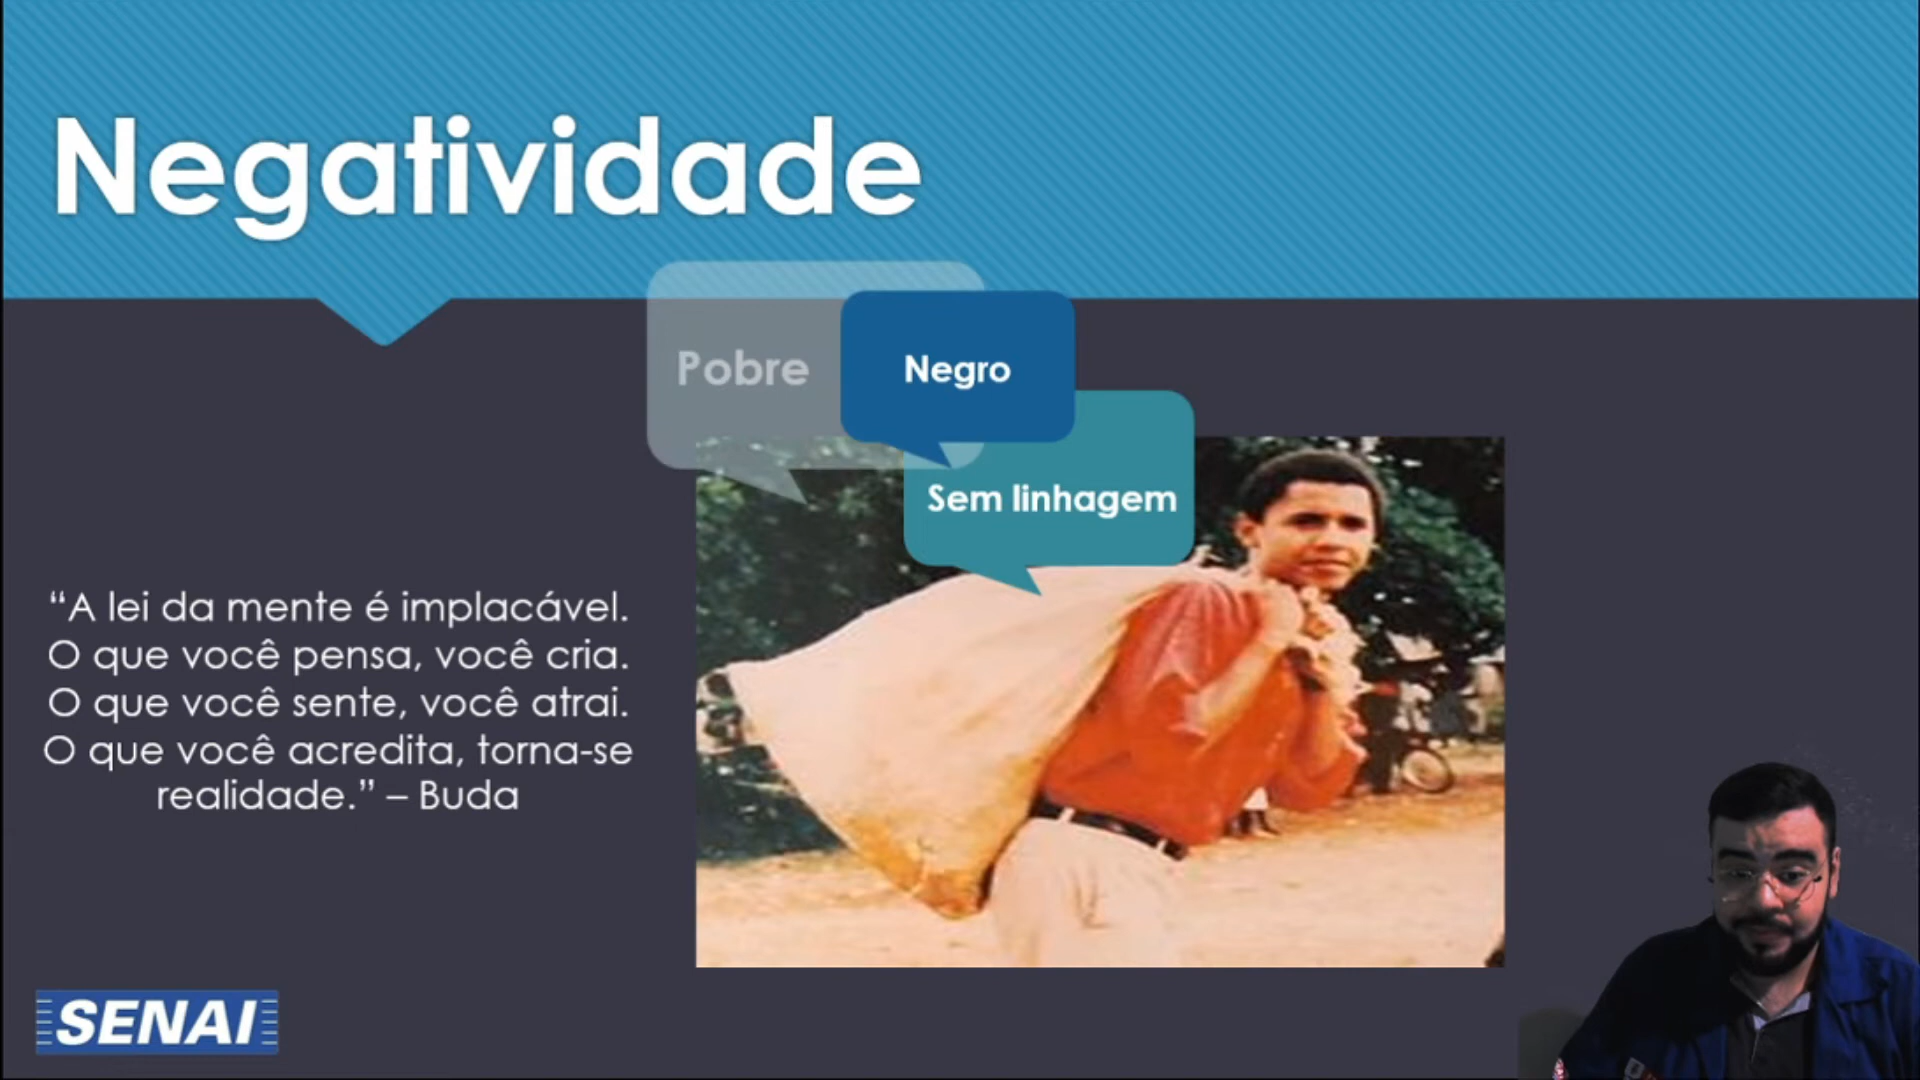 Negatividade
Pobre
Negro
Sem linhagem
“A lei da mente é implacável.
O que você pensa, você cria.
O que você sente, você atrai.
O que você acredita, torna-se
realidade.” – Buda
SENAI